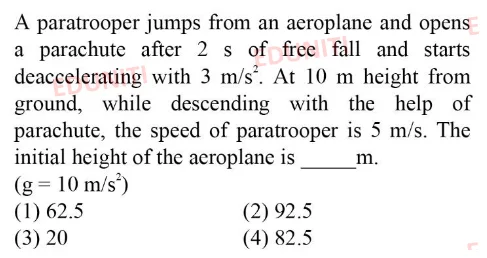 A paratrooper jumps from an aeroplane and opens
a parachute after 2 s of free fall and starts
deaccelerating with 3 m/s². At 10 m height from
ground, while descending with the help of
parachute, the speed of paratrooper is 5 m/s. The
initial height of the aeroplane is _____m.
(g = 10 m/s²)
(1) 62.5 (2) 92.5
(3) 20 (4) 82.5
EDUNITI
EDUNITI